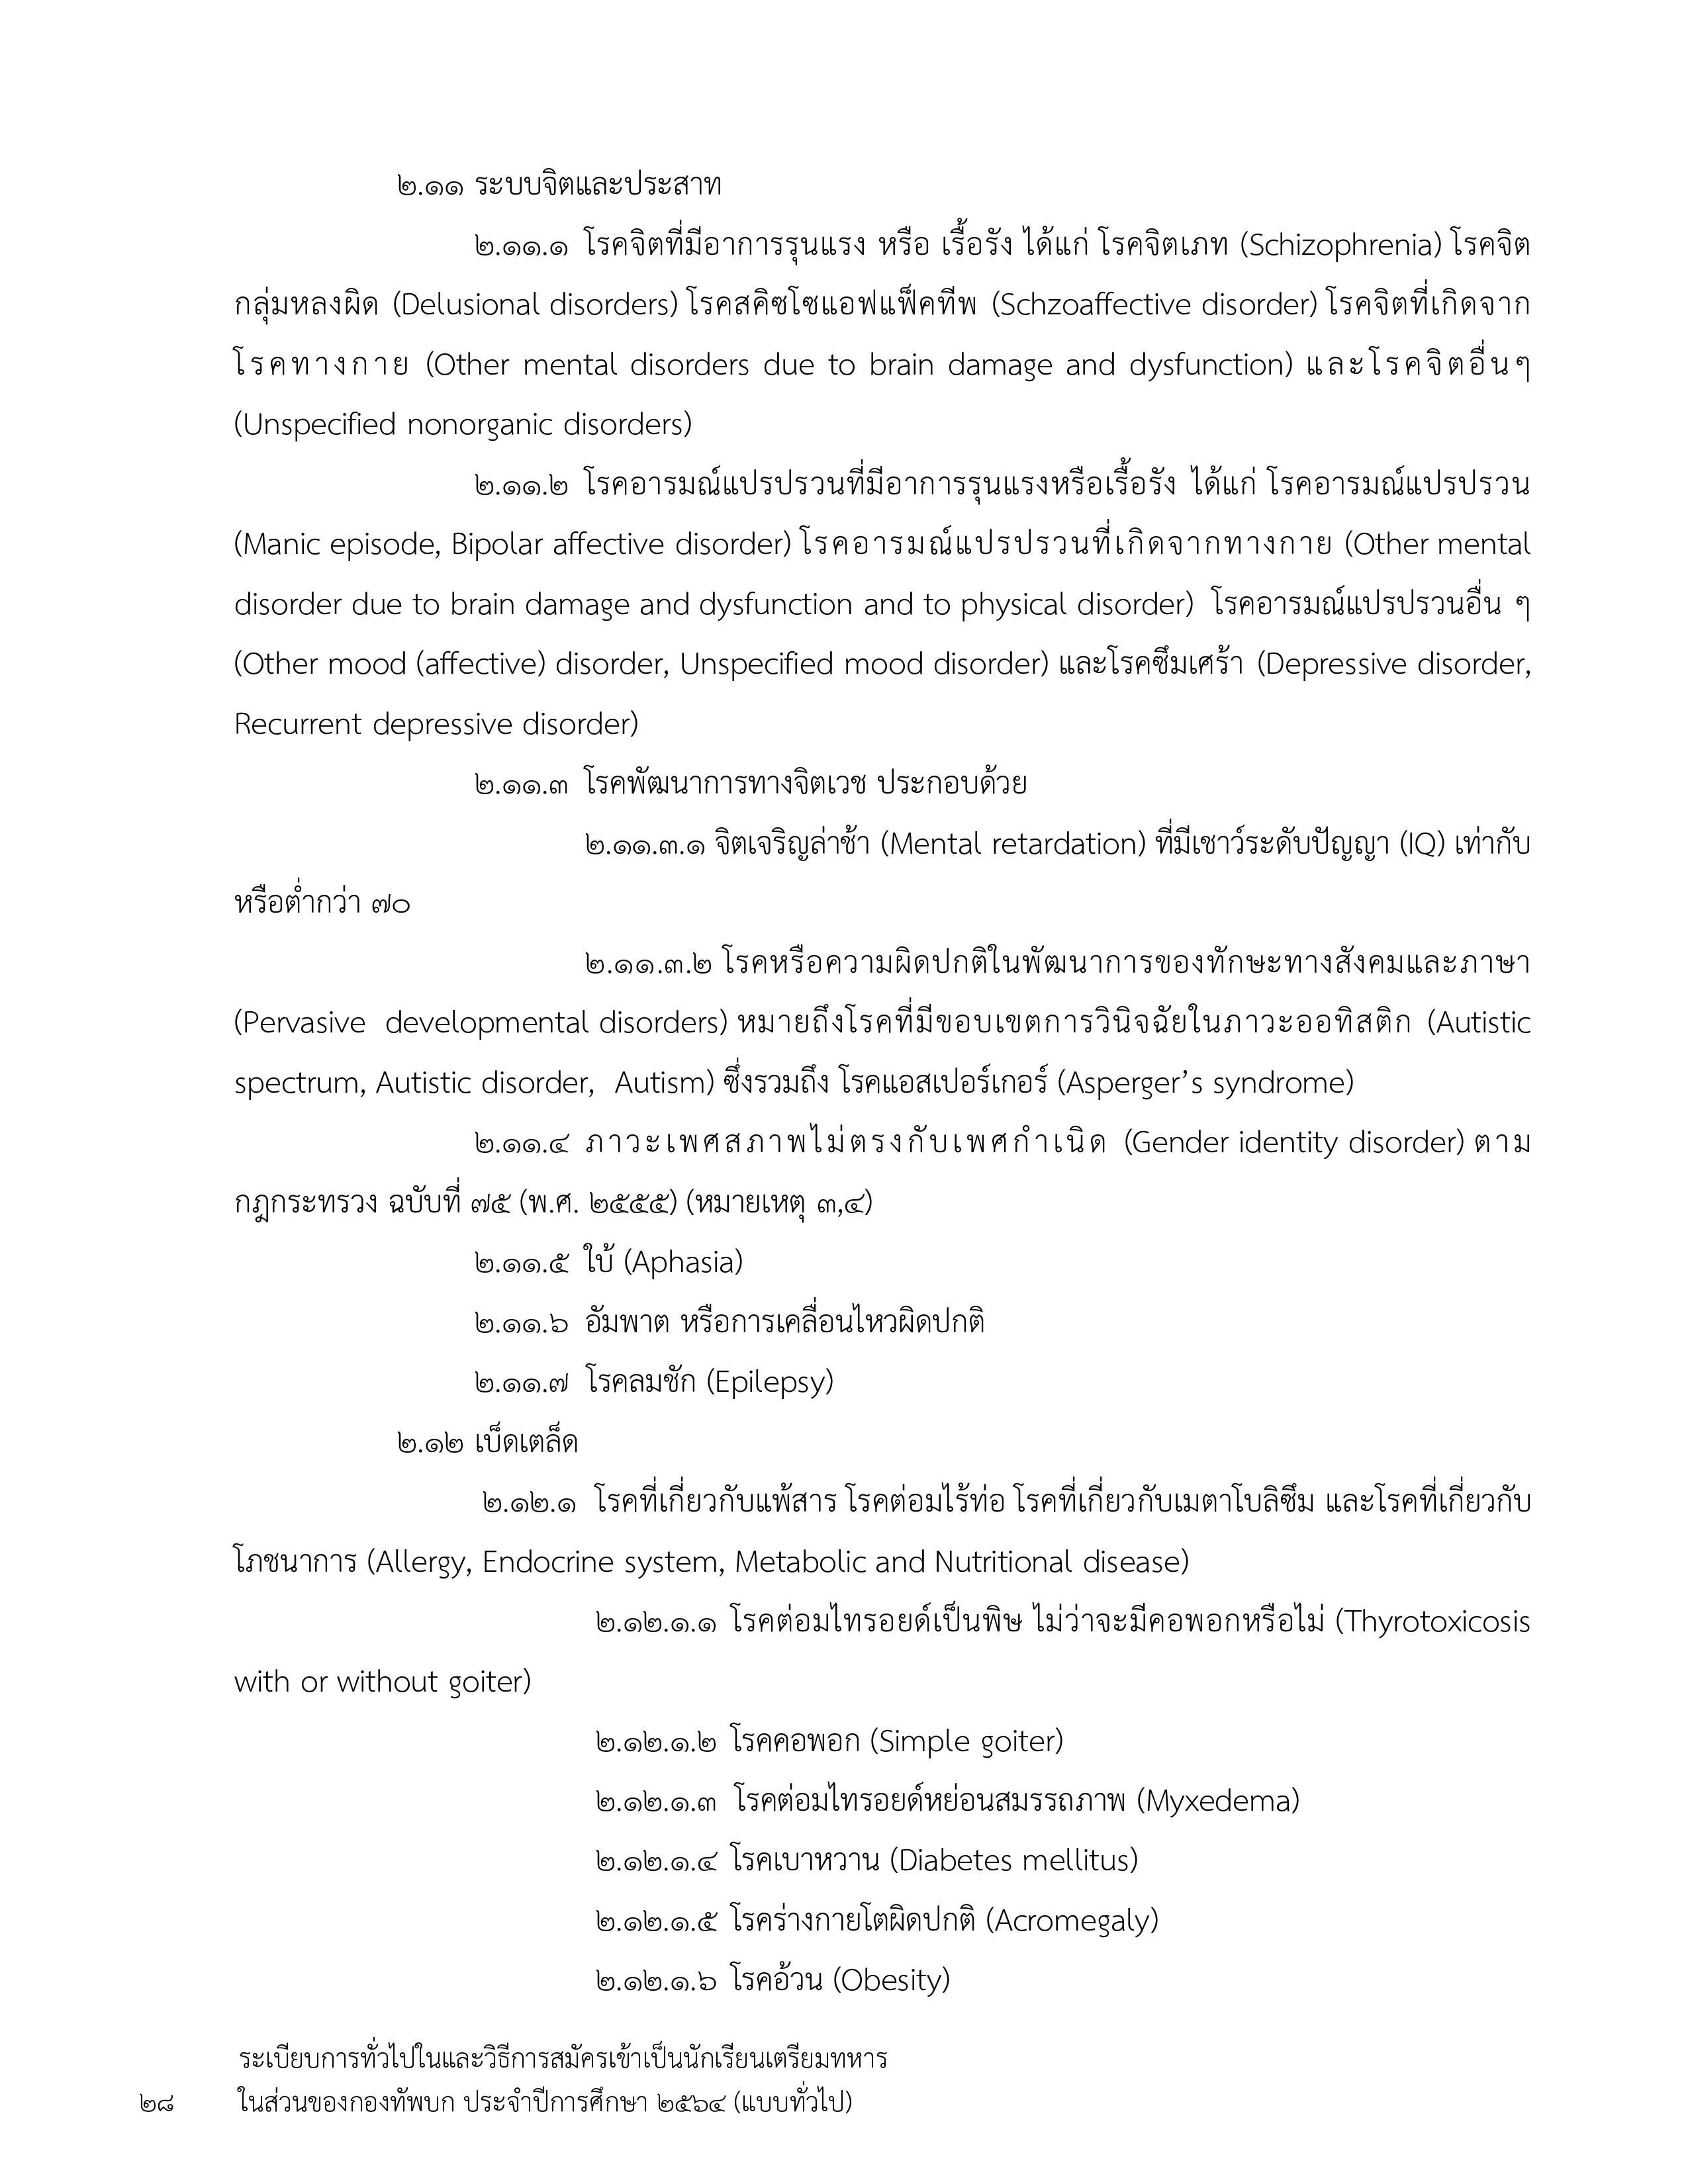 ๒.๑๑ ระบบจิตและประสาท
๒.๑๑.๑ โรคจิตที่มีอาการรุนแรง หรือ เรื้อรัง ได้แก่ โรคจิตเภท (Schizophrenia) โรคจิต
กลุ่มหลงผิด (Delusional disorders) โรคสคิซโซแอฟแฟ็คทีพ (Schzoaffective disorder) โรคจิตที่เกิดจาก
โรคทางกาย (Other mental disorders due to brain damage and dysfunction) และโรคจิตอื่นๆ
(Unspecified nonorganic disorders)
๒.๑๑.๒ โรคอารมณ์แปรปรวนที่มีอาการรุนแรงหรือเรื้อรัง ได้แก่ โรคอารมณ์แปรปรวน
(Manic episode, Bipolar affective disorder) โรคอารมณ์แปรปรวนที่เกิดจากทางกาย (Other mental
disorder due to brain damage and dysfunction and to physical disorder) โรคอารมณ์แปรปรวนอื่น ๆ
(Other mood (affective) disorder, Unspecified mood disorder) และโรคซึมเศร้า (Depressive disorder,
Recurrent depressive disorder)
๒.๑๑.๓ โรคพัฒนาการทางจิตเวช ประกอบด้วย
๒.๑๑.๓.๑ จิตเจริญล่าช้า (Mental retardation) ที่มีเชาว์ระดับปัญญา (IQ) เท่ากับ
หรือต่ำกว่า ๗๐
๒.๑๑.๓.๒ โรคหรือความผิดปกติในพัฒนาการของทักษะทางสังคมและภาษา
(Pervasive developmental disorders) หมายถึงโรคที่มีขอบเขตการวินิจฉัยในภาวะออทิสติก (Autistic
spectrum, Autistic disorder, Autism) ซึ่งรวมถึง โรคแอสเปอร์เกอร์ (Asperger’s syndrome)
๒.๑๑.๔ ภาวะเพศสภาพไม่ตรงกับเพศกำเนิด (Gender identity disorder) ตาม
กฎกระทรวง ฉบับที่ ๗๕ (พ.ศ. ๒๕๕๕) (หมายเหตุ ๓,๔)
๒.๑๑.๕ ใบ้ (Aphasia)
๒.๑๑.๖ อัมพาต หรือการเคลื่อนไหวผิดปกติ
๒.๑๑.๗ โรคลมชัก (Epilepsy)
๒.๑๒ เบ็ดเตล็ด
๒.๑๒.๑ โรคที่เกี่ยวกับแพ้สาร โรคต่อมไร้ท่อ โรคที่เกี่ยวกับเมตาโบลิซึม และโรคที่เกี่ยวกับ
โภชนาการ (Allergy, Endocrine system, Metabolic and Nutritional disease)
๒.๑๒.๑.๑ โรคต่อมไทรอยด์เป็นพิษ ไม่ว่าจะมีคอพอกหรือไม่ (Thyrotoxicosis
with or without goiter)
๒.๑๒.๑.๒ โรคคอพอก (Simple goiter)
๒.๑๒.๑.๓ โรคต่อมไทรอยด์หย่อนสมรรถภาพ (Myxedema)
๒.๑๒.๑.๔ โรคเบาหวาน (Diabetes mellitus)
๒.๑๒.๑.๕ โรคร่างกายโตผิดปกติ (Acromegaly)
๒.๑๒.๑.๖ โรคอ้วน (Obesity)
ระเบียบการทั่วไปในและวิธีการสมัครเข้าเป็นนักเรียนเตรียมทหาร
๒๘ ในส่วนของกองทัพบก ประจำปีการศึกษา ๒๕๖๔ (แบบทั่วไป)